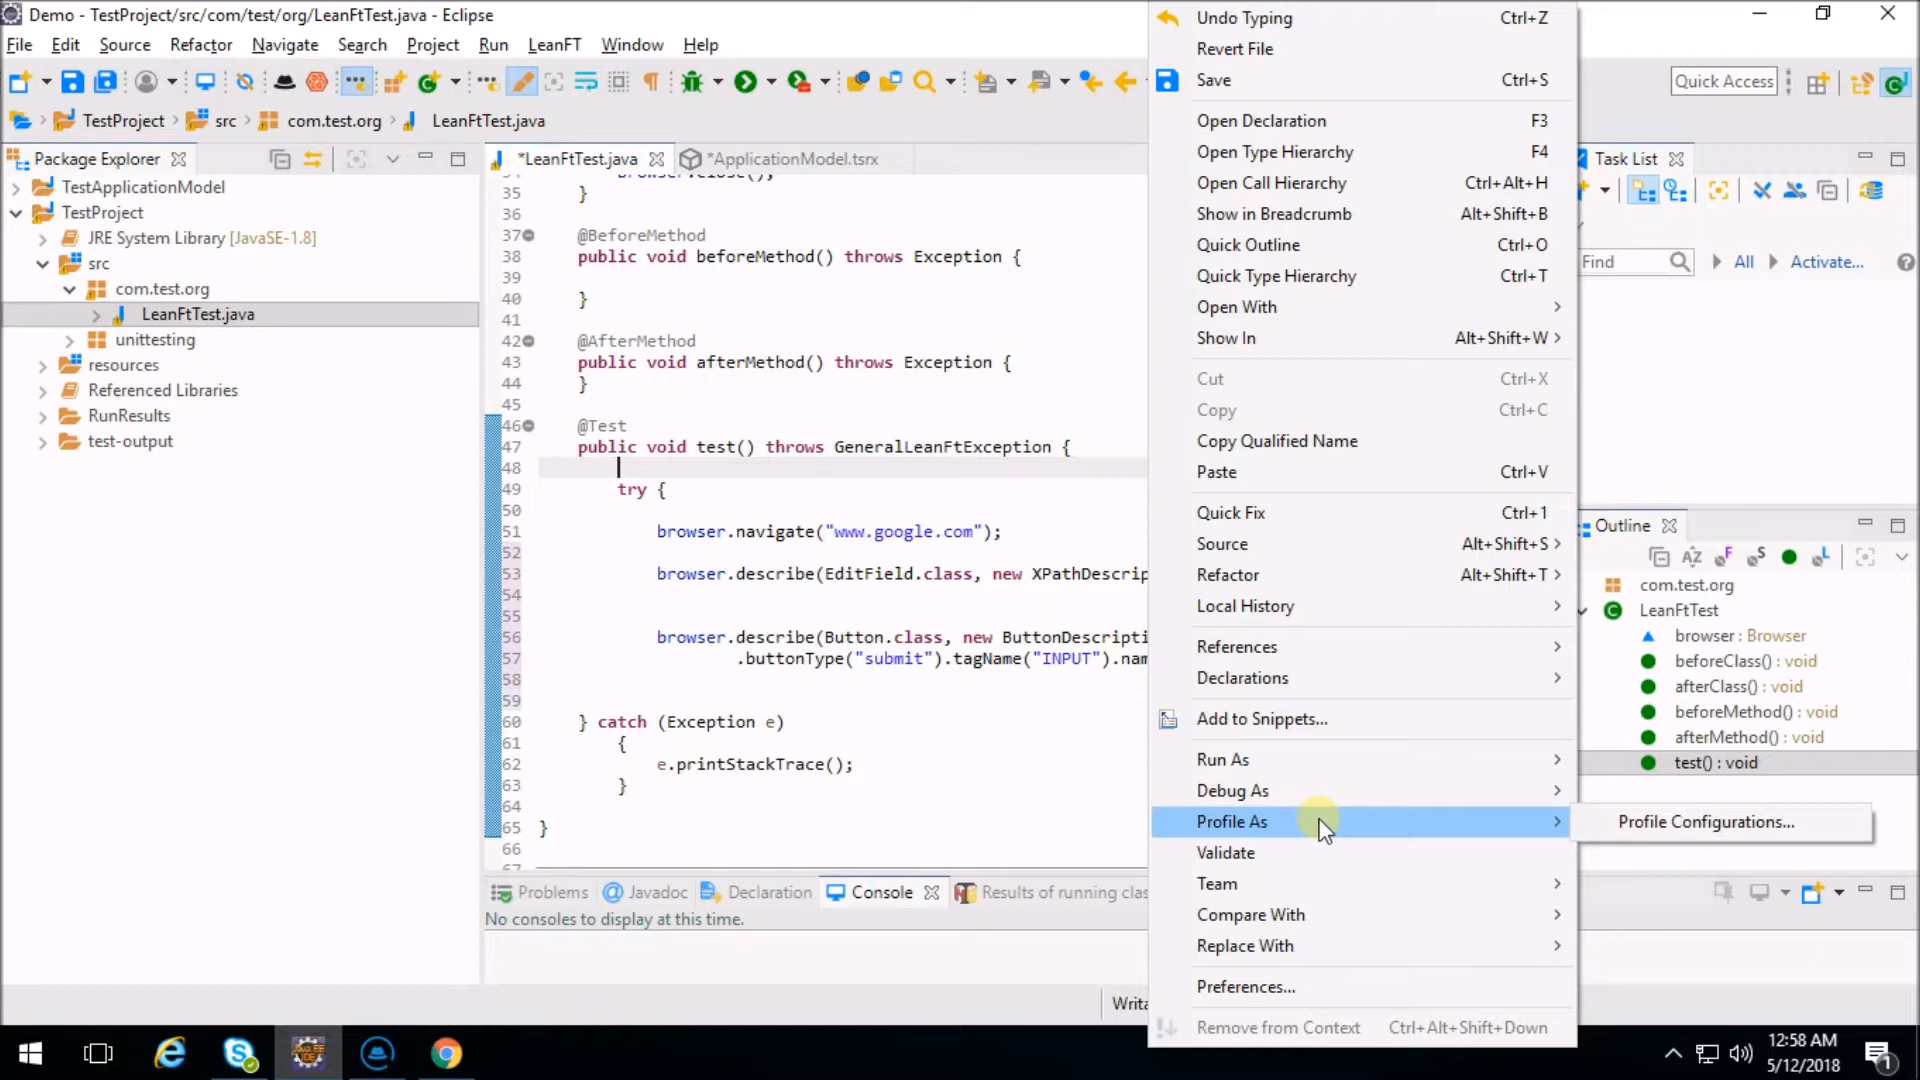 Demo - TestProject/src/com/test/org/LeanFtTest.java - Eclipse
File Edit Source Refactor Navigate Search Project Run LeanFT Window Help
Quick Access
TestProject src com.test.org LeanFtTest.java
Package Explorer
TestApplicationModel
TestProject
JRE System Library [JavaSE-1.8]
src
com.test.org
LeanFtTest.java
unittesting
resources
Referenced Libraries
RunResults
test-output
*LeanFtTest.java *ApplicationModel.tsrx
35 }
36
37 @BeforeMethod
38 public void beforeMethod() throws Exception {
39
40 }
41
42 @AfterMethod
43 public void afterMethod() throws Exception {
44 }
45
46 @Test
47 public void test() throws GeneralLeanFtException {
48
49 try {
50
51 browser.navigate("www.google.com");
52
53 browser.describe(EditField.class, new XPathDescrip
54
55
56 browser.describe(Button.class, new ButtonDescripti
57 .buttonType("submit").tagName("INPUT").nam
58
59
60 } catch (Exception e)
61 {
62 e.printStackTrace();
63 }
64
65 }
66
Problems Javadoc Declaration Console Results of running clas
No consoles to display at this time.
Writa
Undo Typing Ctrl+Z
Revert File
Save Ctrl+S
Open Declaration F3
Open Type Hierarchy F4
Open Call Hierarchy Ctrl+Alt+H
Show in Breadcrumb Alt+Shift+B
Quick Outline Ctrl+O
Quick Type Hierarchy Ctrl+T
Open With
Show In Alt+Shift+W
Cut Ctrl+X
Copy Ctrl+C
Copy Qualified Name
Paste Ctrl+V
Quick Fix Ctrl+1
Source Alt+Shift+S
Refactor Alt+Shift+T
Local History
References
Declarations
Add to Snippets...
Run As
Debug As
Profile As
Validate
Team
Compare With
Replace With
Preferences...
Remove from Context Ctrl+Alt+Shift+Down
Profile Configurations...
Task List
Find All Activate...
Outline
com.test.org
LeanFtTest
browser : Browser
beforeClass() : void
afterClass() : void
beforeMethod() : void
afterMethod() : void
test() : void
12:58 AM
5/12/2018
1